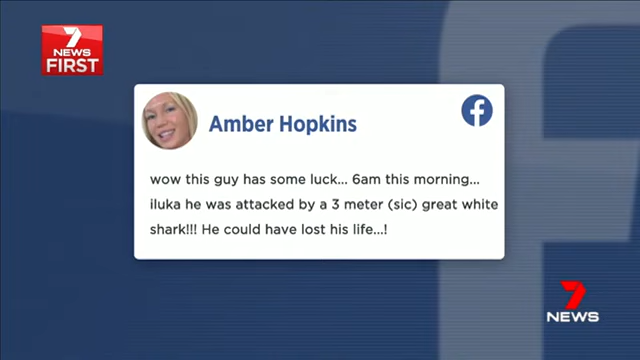 7
NEWS
FIRST
Amber Hopkins
wow this guy has some luck... 6am this morning...
iluka he was attacked by a 3 meter (sic) great white
shark!!! He could have lost his life...!
7
NEWS